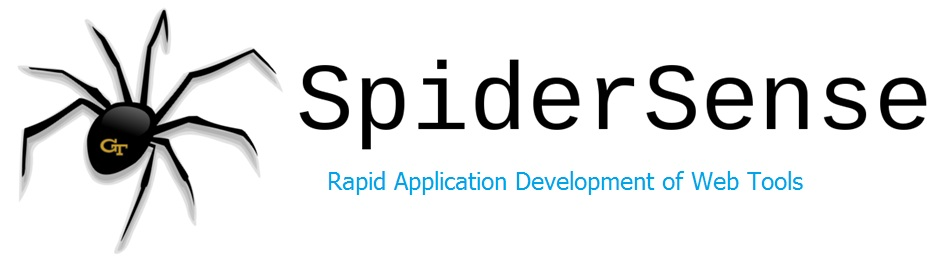 GT
SpiderSense
Rapid Application Development of Web Tools